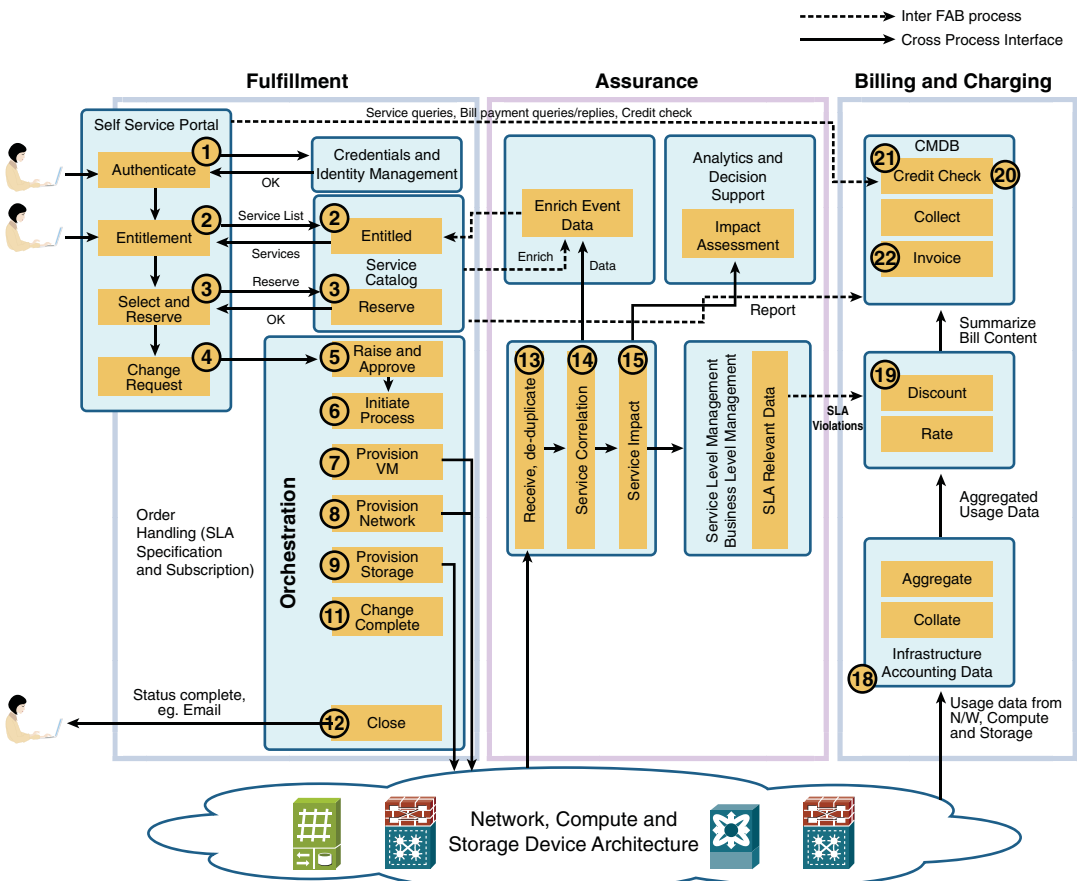 Inter FAB process
Cross Process Interface
Fulfillment
Assurance
Billing and Charging
Service queries, Bill payment queries/replies, Credit check
Self Service Portal
1
Authenticate
OK
Credentials and
Identity Management
2
Entitlement
Service List
Services
2
Entitled
Service
Catalog
3
Select and
Reserve
Reserve
OK
3
Reserve
4
Change
Request
Orchestration
5
Raise and
Approve
6
Initiate
Process
7
Provision
VM
8
Provision
Network
9
Provision
Storage
11
Change
Complete
12
Close
Order
Handling (SLA
Specification
and Subscription)
Status complete,
eg. Email
Enrich Event
Data
Enrich
Data
Analytics and
Decision
Support
Impact
Assessment
Report
13
Receive, de-duplicate
14
Service Correlation
15
Service Impact
Service Level Management
Business Level Management
SLA Relevant Data
SLA
Violations
CMDB
21
Credit Check
20
Collect
22
Invoice
Summarize
Bill Content
19
Discount
Rate
Aggregated
Usage Data
Aggregate
Collate
Infrastructure
Accounting Data
18
Usage data from
N/W, Compute
and Storage
Network, Compute and
Storage Device Architecture